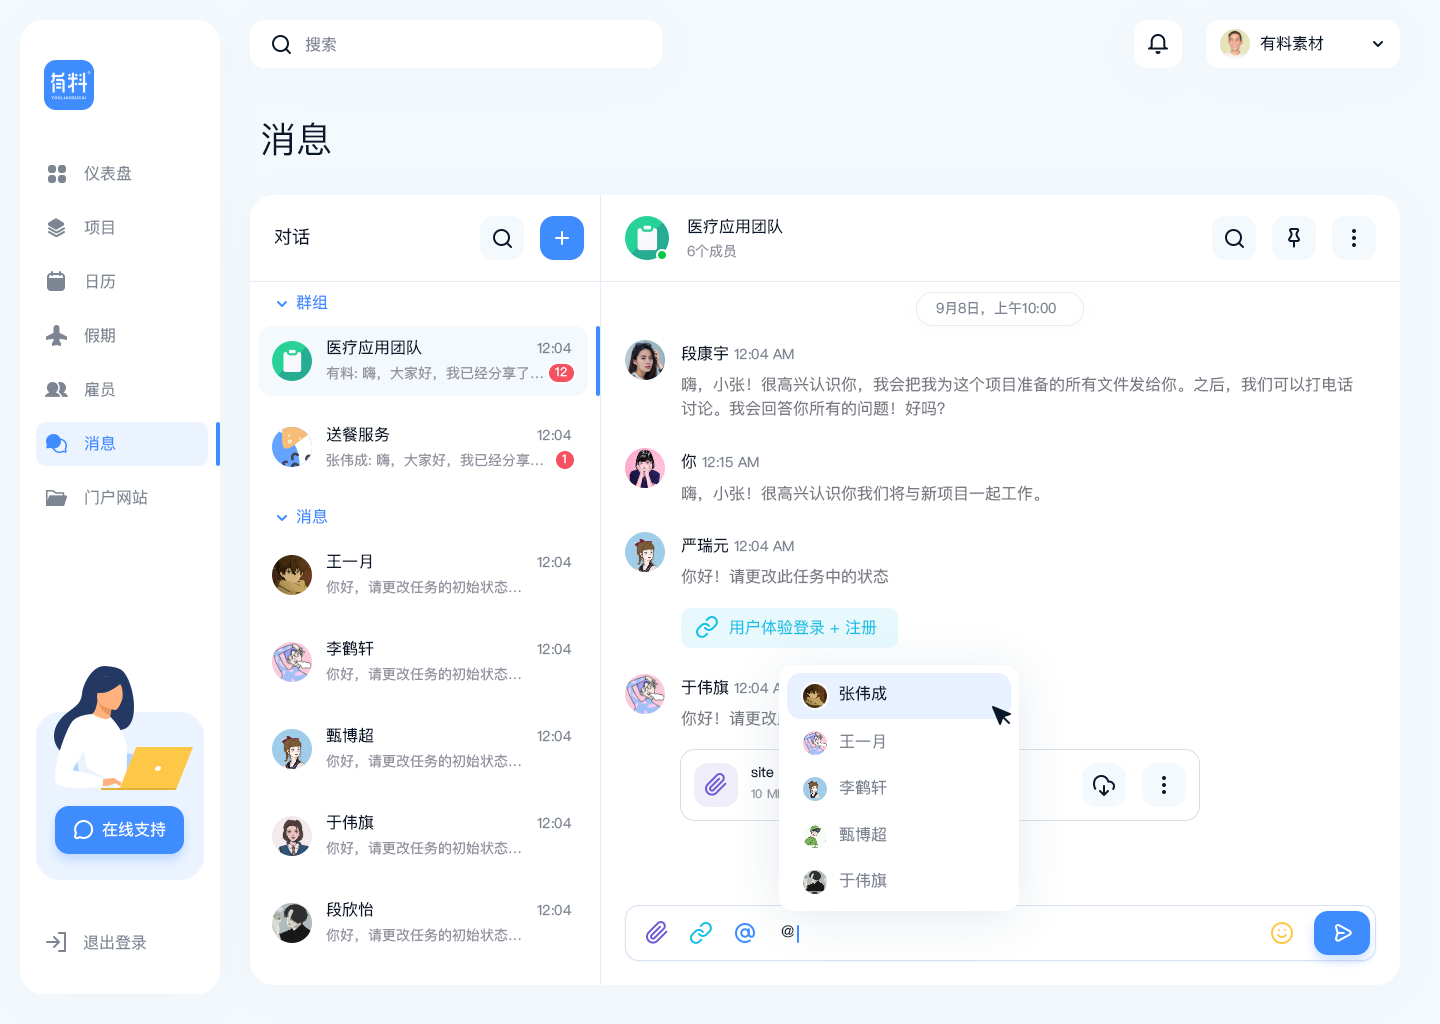 搜索
有料素材
有料
YOULIAOSUCAI
消息
仪表盘
项目
日历
假期
雇员
消息
门户网站
在线支持
退出登录
对话
群组
医疗应用团队 12:04
有料: 嗨，大家好，我已经分享了... 12
送餐服务 12:04
张伟成: 嗨，大家好，我已经分享... 1
消息
王一月 12:04
你好，请更改任务的初始状态...
李鹤轩 12:04
你好，请更改任务的初始状态...
甄博超 12:04
你好，请更改任务的初始状态...
于伟旗 12:04
你好，请更改任务的初始状态...
段欣怡 12:04
你好，请更改任务的初始状态...
医疗应用团队
6个成员
9月8日，上午10:00
段康宇 12:04 AM
嗨，小张！很高兴认识你，我会把我为这个项目准备的所有文件发给你。之后，我们可以打电话
讨论。我会回答你所有的问题！好吗?
你 12:15 AM
嗨，小张！很高兴认识你我们将与新项目一起工作。
严瑞元 12:04 AM
你好！请更改此任务中的状态
用户体验登录 + 注册
于伟旗 12:04
你好！请更改
site
10
张伟成
王一月
李鹤轩
甄博超
于伟旗
@